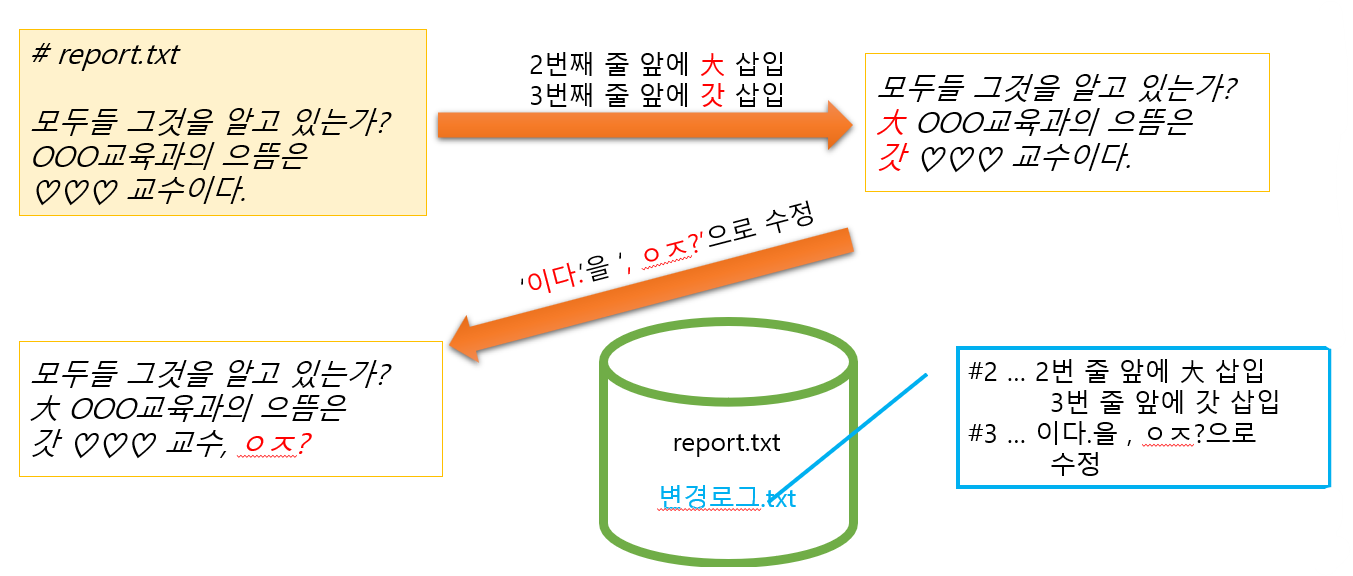 # report.txt
모두들 그것을 알고 있는가?
OOO교육과의 으뜸은
♡♡♡ 교수이다.
2번째 줄 앞에 大 삽입
3번째 줄 앞에 갓 삽입
모두들 그것을 알고 있는가?
大 OOO교육과의 으뜸은
갓 ♡♡♡ 교수이다.
‘이다.’을 ‘, ㅇㅈ?’으로 수정
모두들 그것을 알고 있는가?
大 OOO교육과의 으뜸은
갓 ♡♡♡ 교수, ㅇㅈ?
report.txt
변경로그.txt
#2 ... 2번 줄 앞에 大 삽입
3번 줄 앞에 갓 삽입
#3 ... 이다.을 , ㅇㅈ?으로
수정